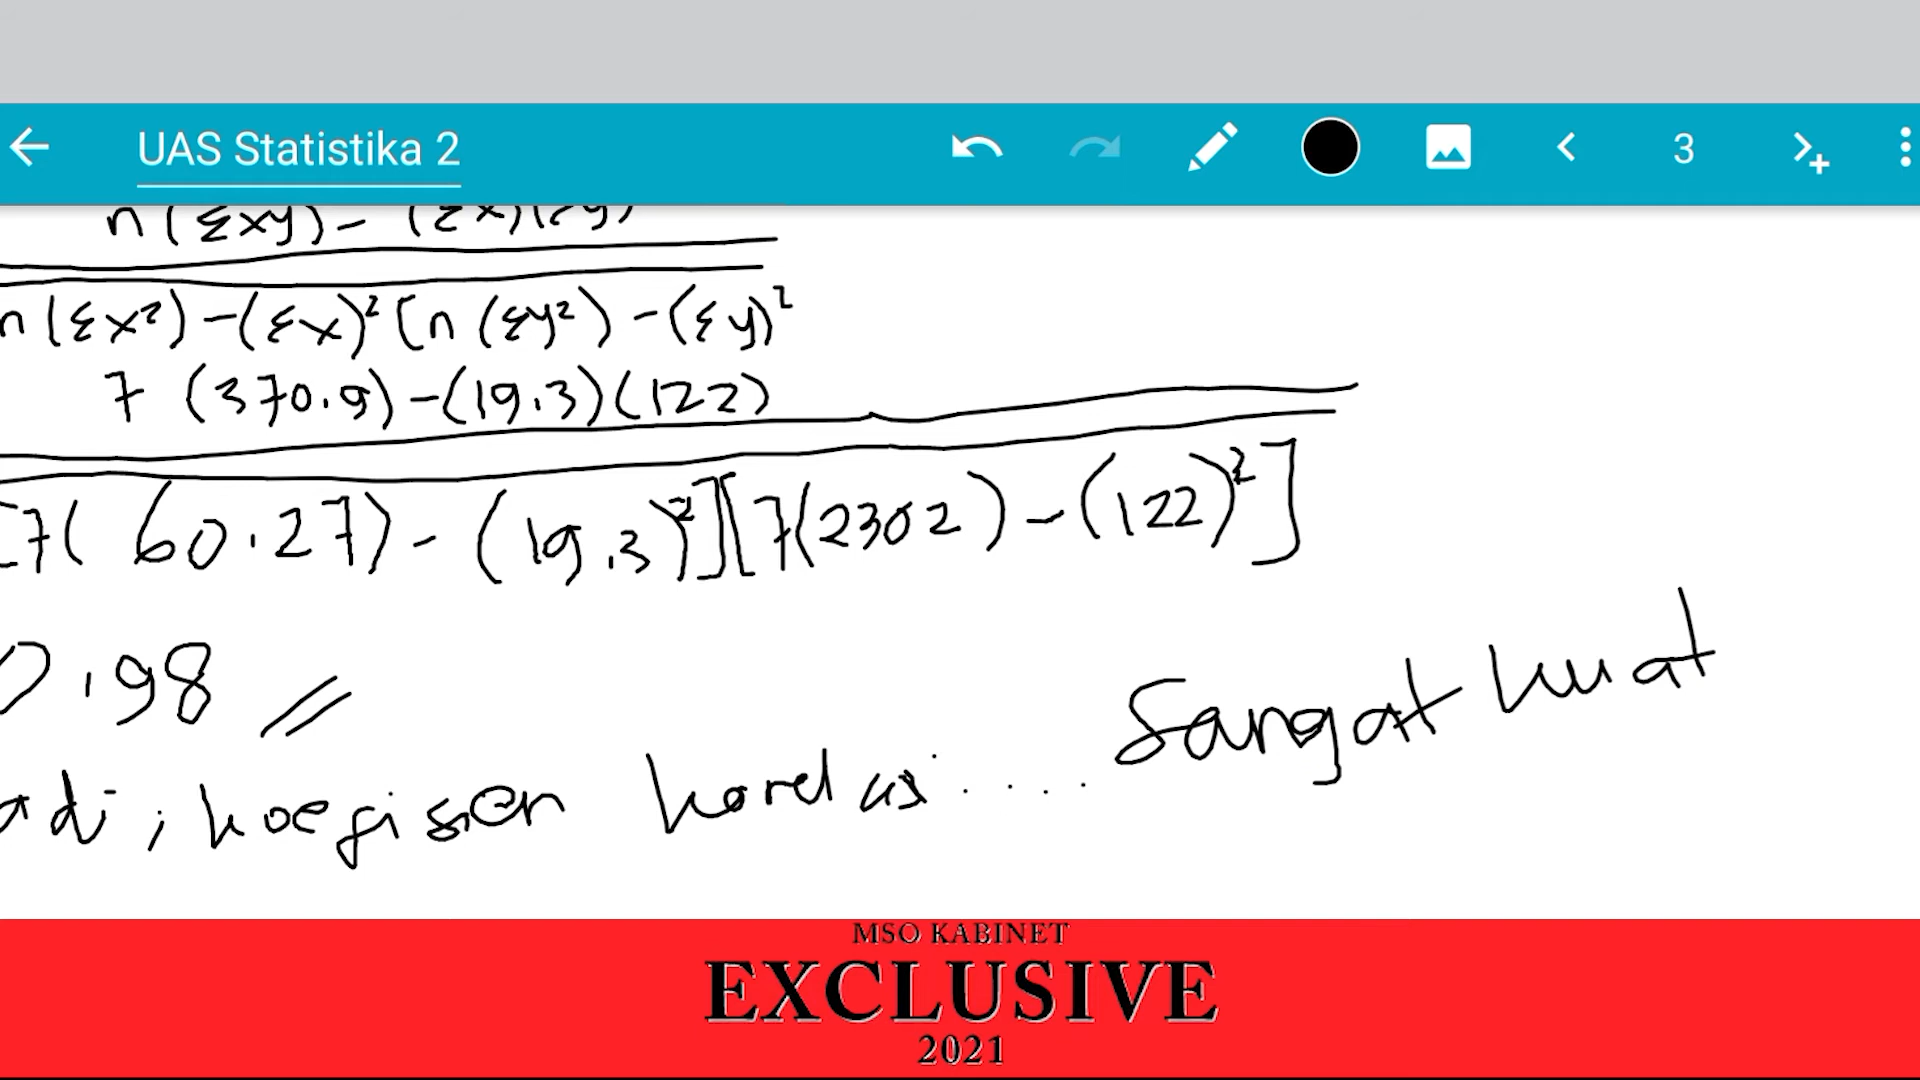 UAS Statistika 2
3
n(Σxy) - (Σx)(Σy)
n(Σx²) - (Σx)² [n(Σy²) - (Σy)²
7 (370.9) - (19.3)(122)
[7(60.27) - (19.3)²][7(2302) - (122)²]
0.98 //
adi; koefisien korelasi .... Sangat kuat
MSO KABINET
EXCLUSIVE
2021